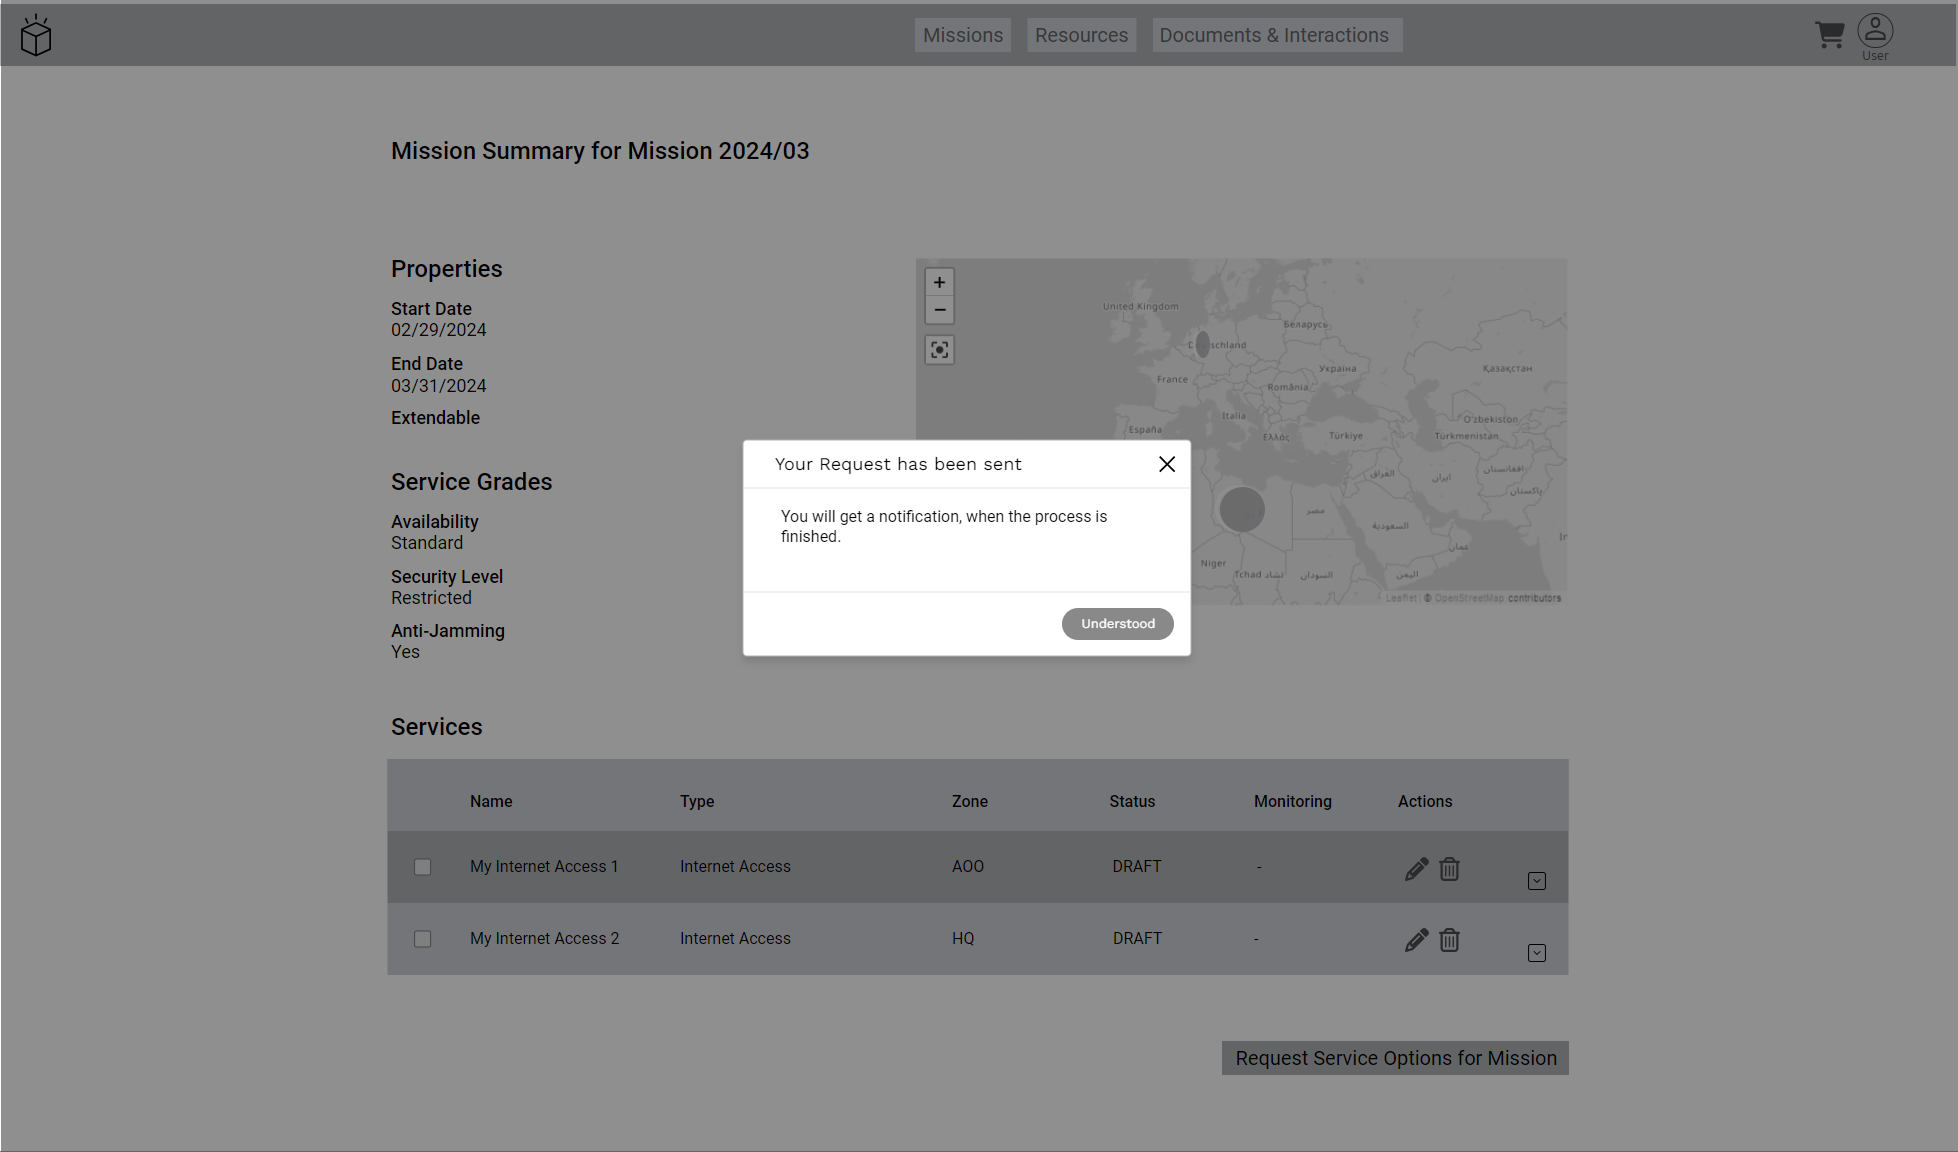 Missions
Resources
Documents & Interactions
User
Mission Summary for Mission 2024/03
Properties
Start Date
02/29/2024
End Date
03/31/2024
Extendable
Service Grades
Availability
Standard
Security Level
Restricted
Anti-Jamming
Yes
+
−
United Kingdom
Беларусь
schland
Қазақстан
Україна
France
România
Italia
O'zbekiston
España
Ελλάς
Türkiye
Türkmenistan
العراق
ايران
افغانستان
پاکستان
مصر
السعودية
عمان
Niger
Tchad تشاد
السودان
اليمن
Leaflet | © OpenStreetMap contributors
Your Request has been sent
You will get a notification, when the process is
finished.
Understood
Services
Name Type Zone Status Monitoring Actions
My Internet Access 1 Internet Access AOO DRAFT -
My Internet Access 2 Internet Access HQ DRAFT -
Request Service Options for Mission